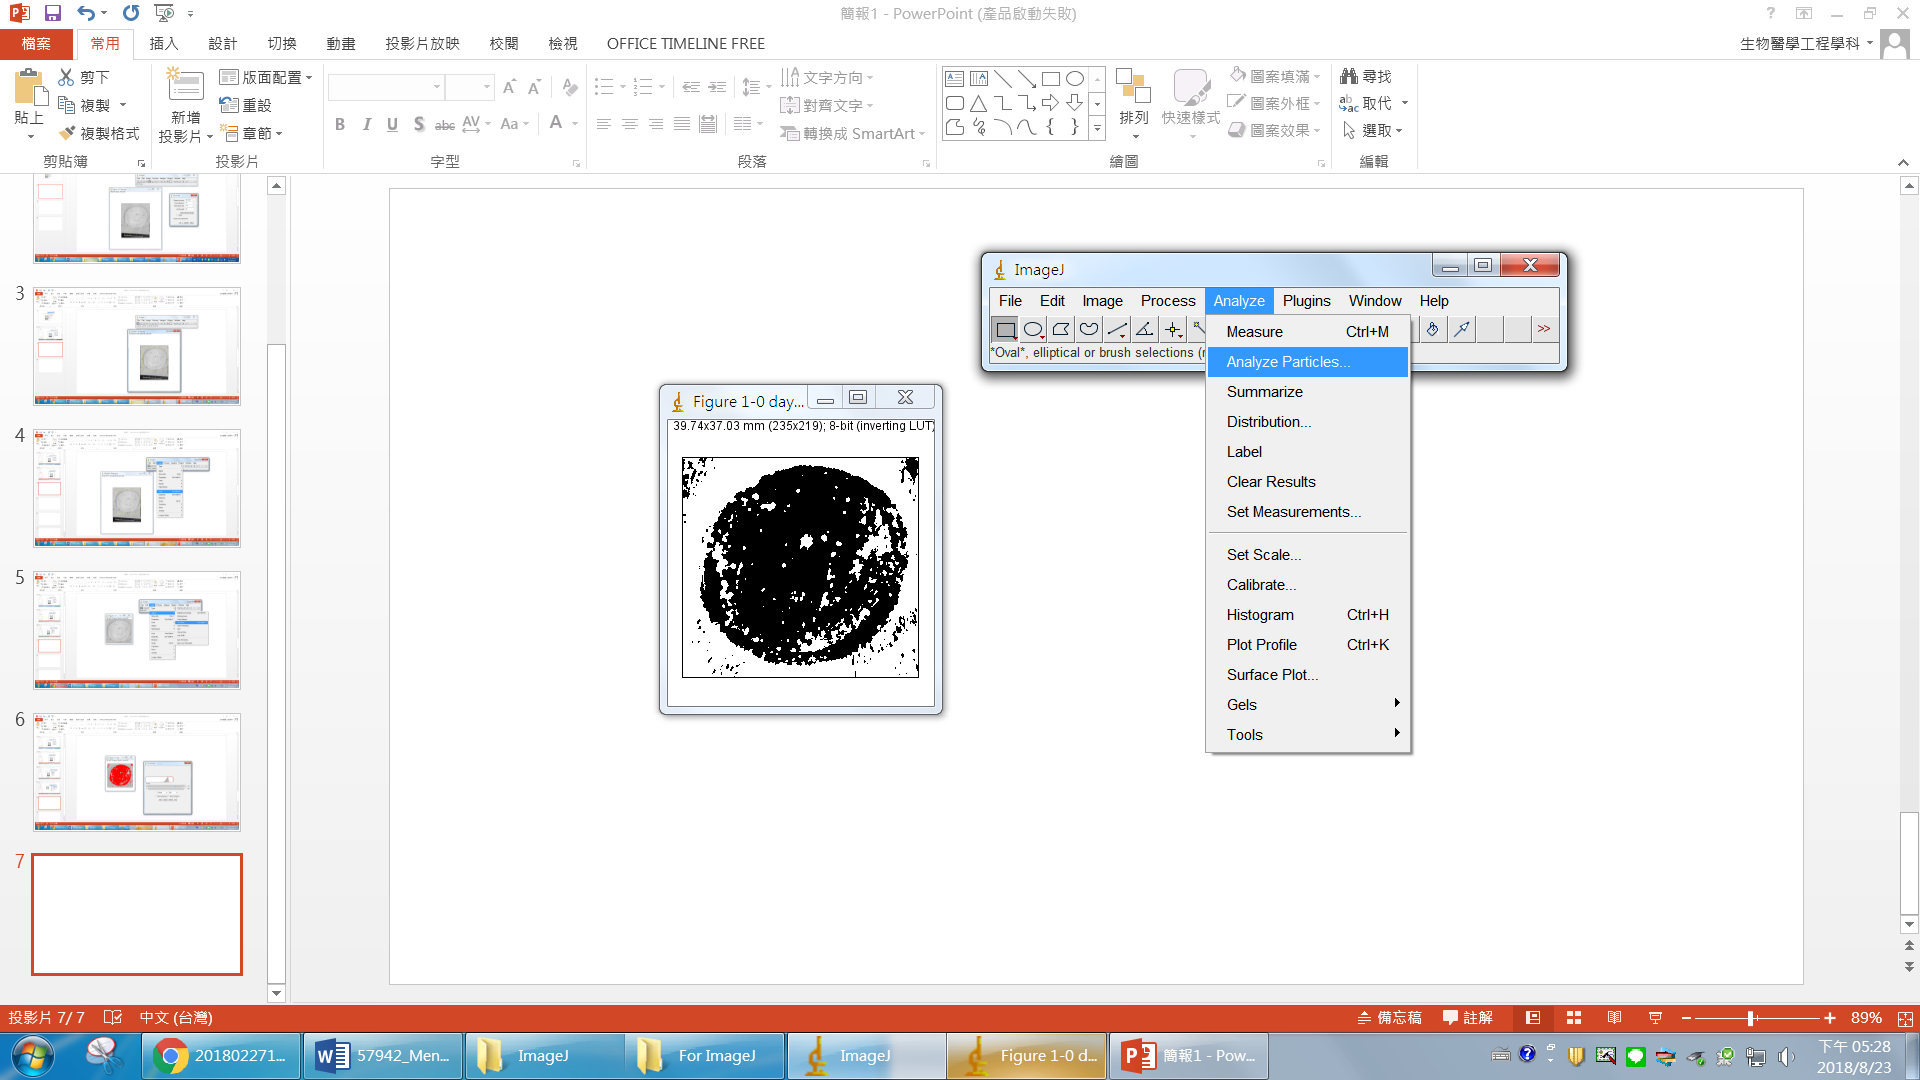 簡報1 - PowerPoint (產品啟動失敗)
檔案 常用 插入 設計 切換 動畫 投影片放映 校閱 檢視 OFFICE TIMELINE FREE 生物醫學工程學科
貼上 剪下 複製 複製格式 剪貼簿
新增投影片 版面配置 重設 章節 投影片
B I U S abc AV Aa A 字型
文字方向 對齊文字 轉換成 SmartArt 段落
排列 快速樣式 圖案填滿 圖案外框 圖案效果 繪圖
尋找 取代 選取 編輯
3
4
5
6
7
ImageJ
File Edit Image Process Analyze Plugins Window Help
>>
*Oval*, elliptical or brush selections (
Measure Ctrl+M
Analyze Particles...
Summarize
Distribution...
Label
Clear Results
Set Measurements...
Set Scale...
Calibrate...
Histogram Ctrl+H
Plot Profile Ctrl+K
Surface Plot...
Gels
Tools
Figure 1-0 day...
39.74x37.03 mm (235x219); 8-bit (inverting LUT)
投影片 7/ 7 中文 (台灣) 備忘稿 註解 89%
201802271... 57942_Men... ImageJ For ImageJ ImageJ Figure 1-0 d... 簡報1 - Pow...
下午 05:28
2018/8/23